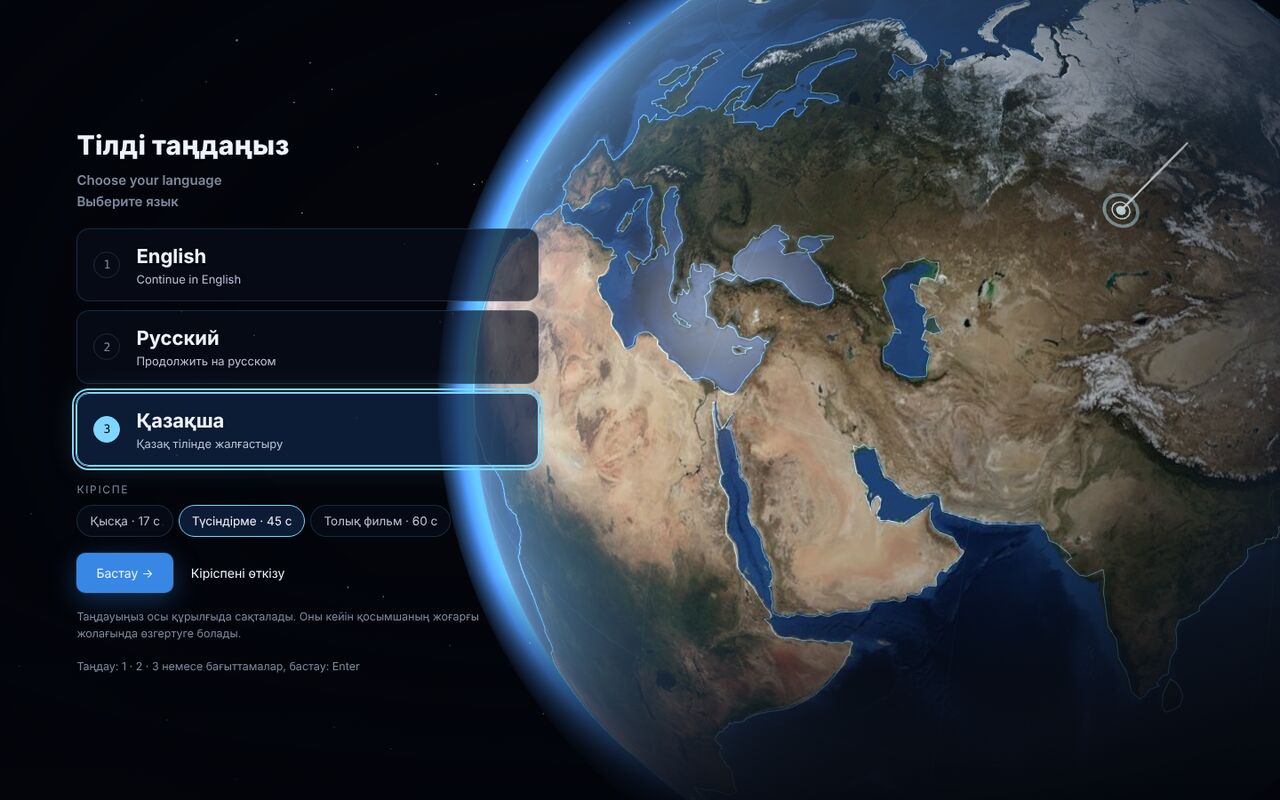 Тілді таңдаңыз
Choose your language
Выберите язык
1
English
Continue in English
2
Русский
Продолжить на русском
3
Қазақша
Қазақ тілінде жалғастыру
КІРІСПЕ
Қысқа · 17 с
Түсіндірме · 45 с
Толық фильм · 60 с
Бастау →
Кіріспені өткізу
Таңдауыңыз осы құрылғыда сақталады. Оны кейін қосымшаның жоғарғы
жолағында өзгертуге болады.
Таңдау: 1 · 2 · 3 немесе бағыттамалар, бастау: Enter